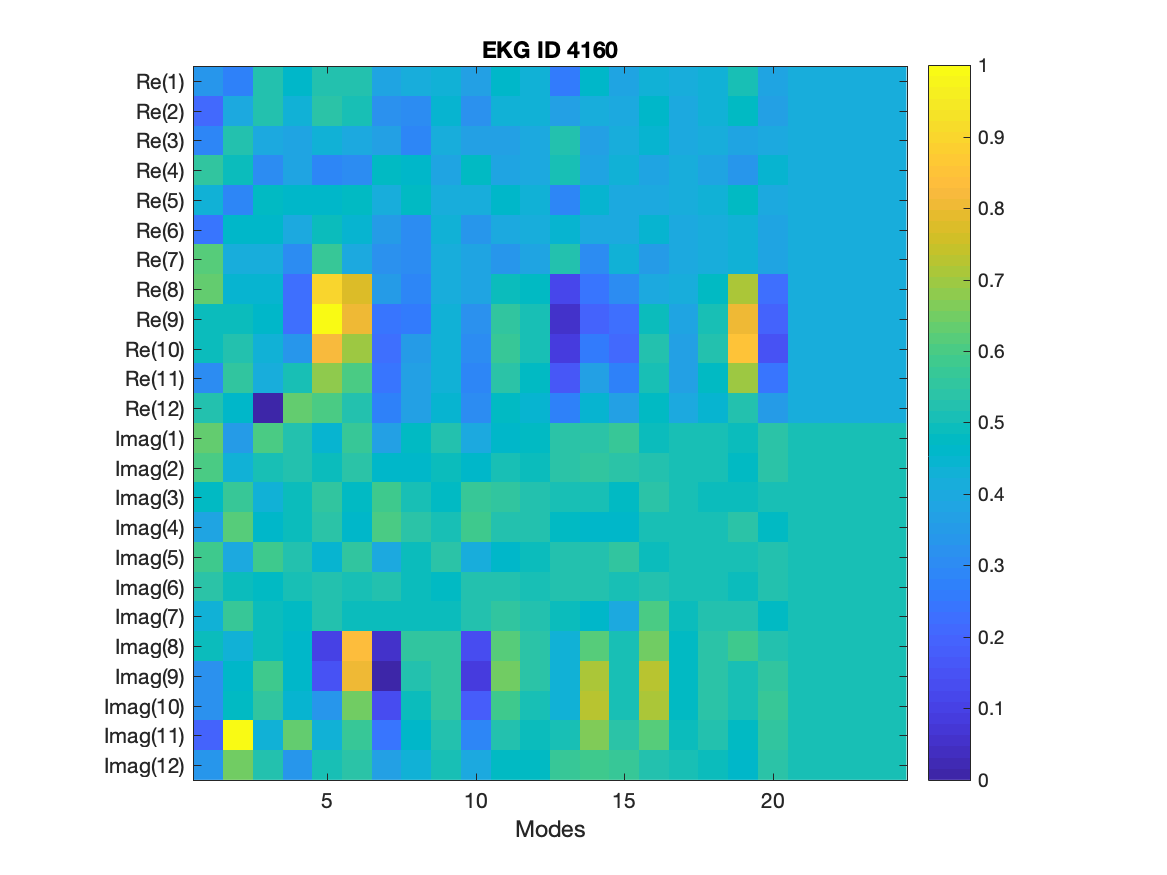 EKG ID 4160
Re(1)
Re(2)
Re(3)
Re(4)
Re(5)
Re(6)
Re(7)
Re(8)
Re(9)
Re(10)
Re(11)
Re(12)
Imag(1)
Imag(2)
Imag(3)
Imag(4)
Imag(5)
Imag(6)
Imag(7)
Imag(8)
Imag(9)
Imag(10)
Imag(11)
Imag(12)
5 10 15 20
Modes
1
0.9
0.8
0.7
0.6
0.5
0.4
0.3
0.2
0.1
0